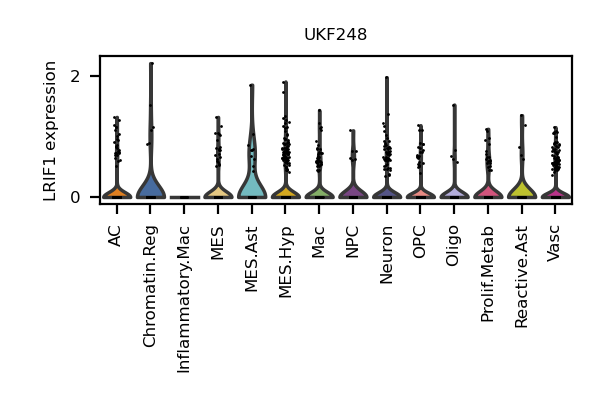 UKF248
LRIF1 expression
2
0
AC
Chromatin.Reg
Inflammatory.Mac
MES
MES.Ast
MES.Hyp
Mac
NPC
Neuron
OPC
Oligo
Prolif.Metab
Reactive.Ast
Vasc